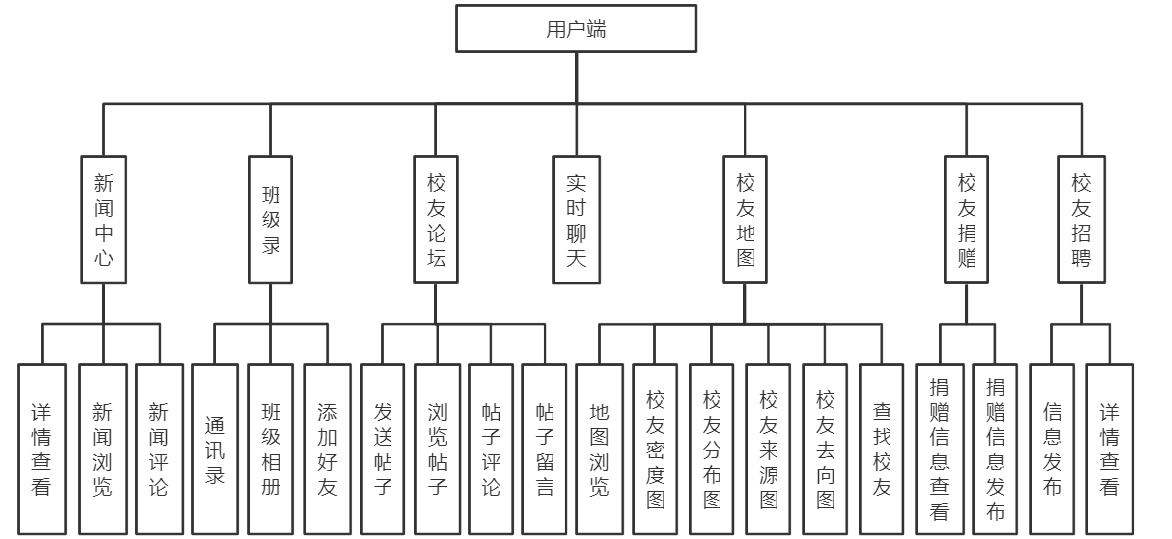 用户端
新闻中心
班级录
校友论坛
实时聊天
校友地图
校友捐赠
校友招聘
详情查看
新闻浏览
新闻评论
通讯录
班级相册
添加好友
发送帖子
浏览帖子
帖子评论
帖子留言
地图浏览
校友密度图
校友分布图
校友来源图
校友去向图
查找校友
捐赠信息查看
捐赠信息发布
信息发布
详情查看